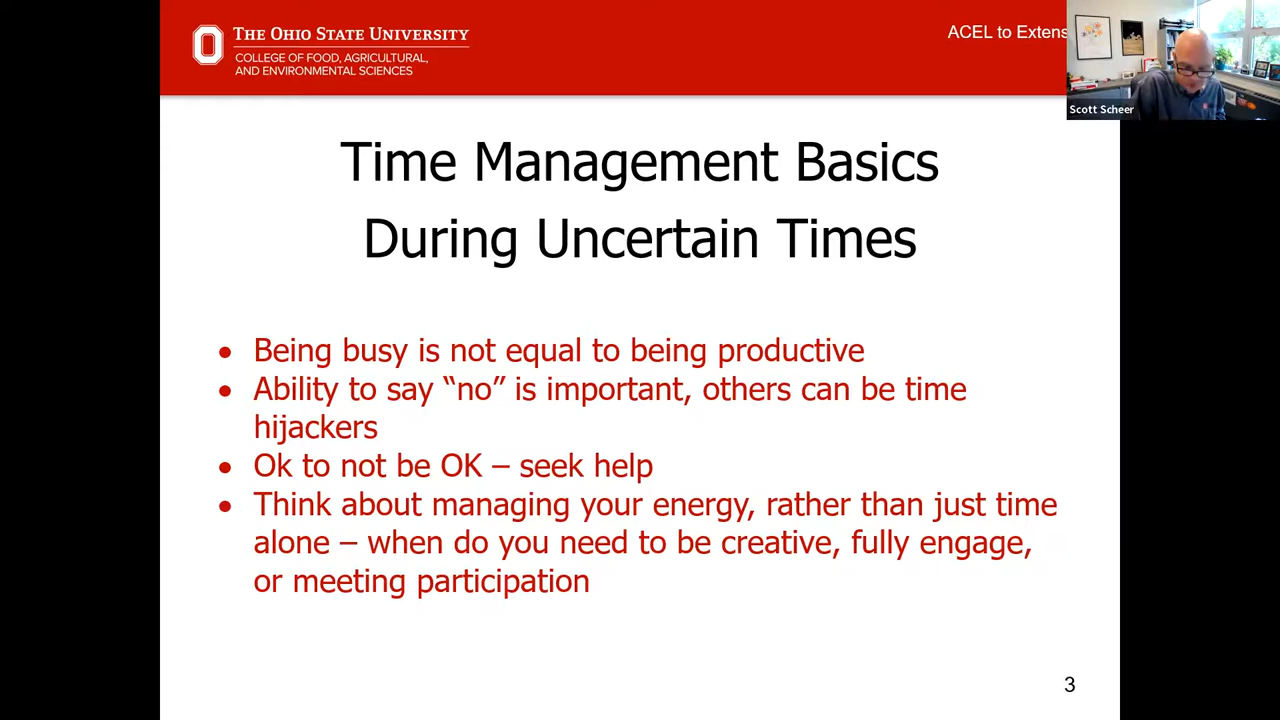 THE OHIO STATE UNIVERSITY
COLLEGE OF FOOD, AGRICULTURAL,
AND ENVIRONMENTAL SCIENCES
ACEL to Extens
Scott Scheer
Time Management Basics
During Uncertain Times
• Being busy is not equal to being productive
• Ability to say “no” is important, others can be time
hijackers
• Ok to not be OK – seek help
• Think about managing your energy, rather than just time
alone – when do you need to be creative, fully engage,
or meeting participation
3